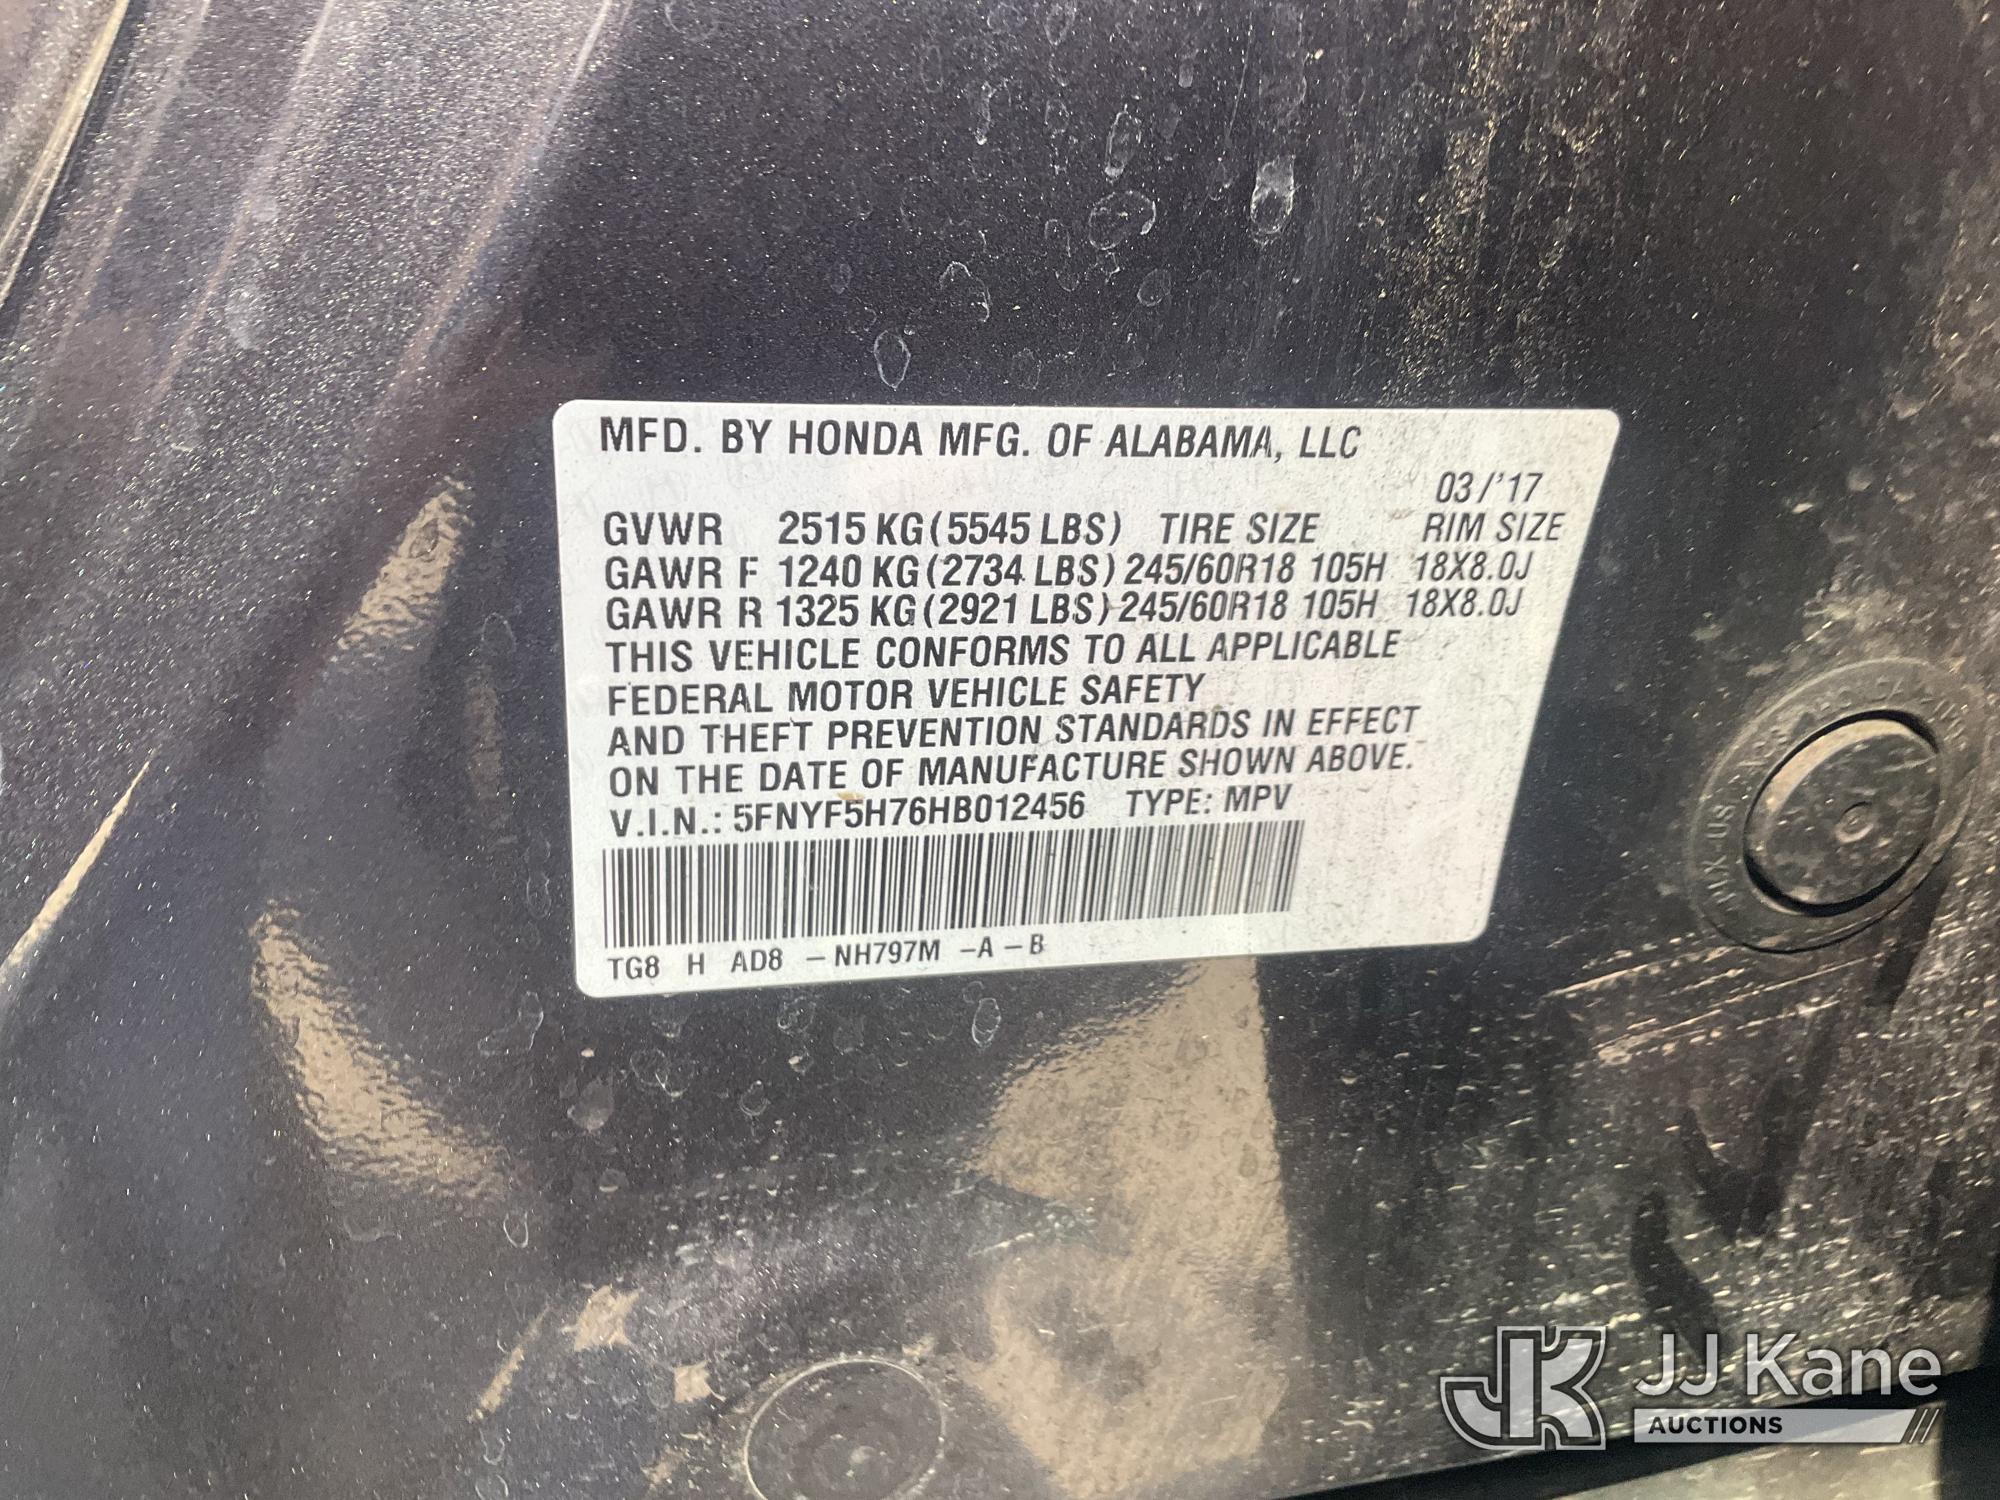 MFD. BY HONDA MFG. OF ALABAMA, LLC
03/'17
GVWR 2515 KG (5545 LBS) TIRE SIZE RIM SIZE
GAWR F 1240 KG (2734 LBS) 245/60R18 105H 18X8.0J
GAWR R 1325 KG (2921 LBS) 245/60R18 105H 18X8.0J
THIS VEHICLE CONFORMS TO ALL APPLICABLE
FEDERAL MOTOR VEHICLE SAFETY
AND THEFT PREVENTION STANDARDS IN EFFECT
ON THE DATE OF MANUFACTURE SHOWN ABOVE.
V.I.N.: 5FNYF5H76HB012456 TYPE: MPV
TG8 H AD8 – NH797M –A – B
JK JJ Kane
AUCTIONS